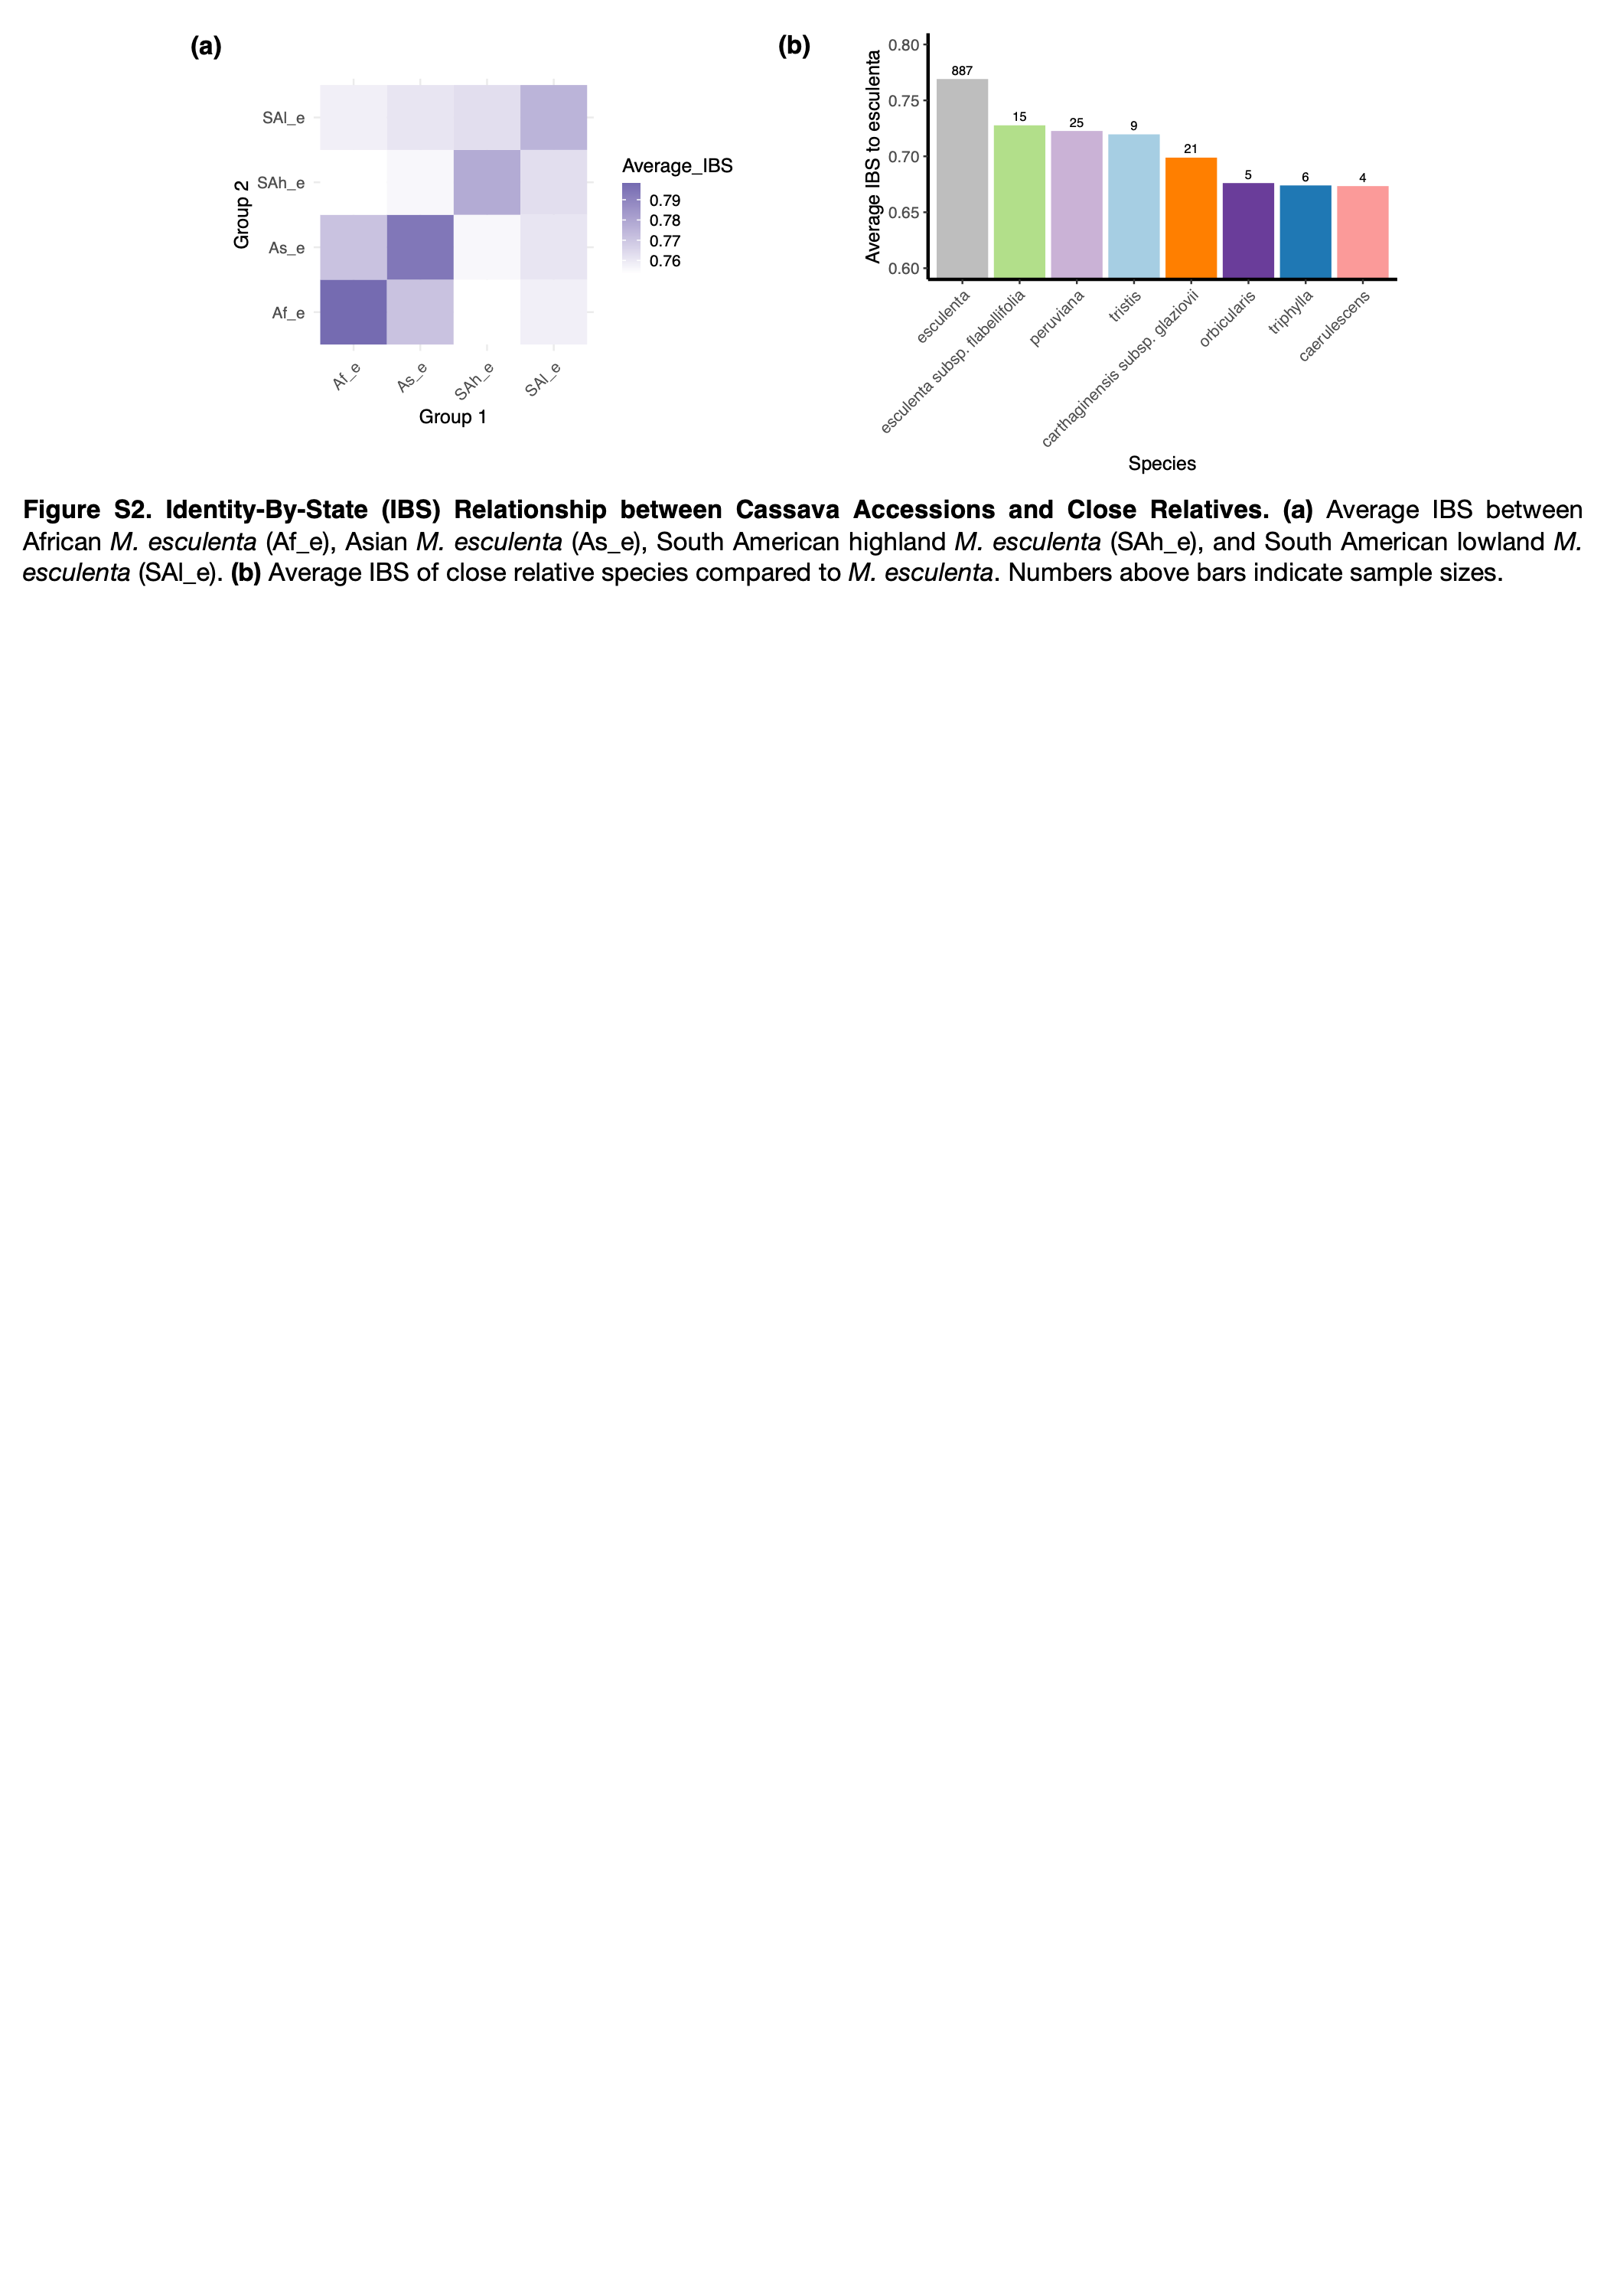 (a)
SAl_e
SAh_e
As_e
Af_e
Group 2
Af_e
As_e
SAh_e
SAl_e
Group 1
Average_IBS
0.79
0.78
0.77
0.76
(b)
Average IBS to esculenta
0.80
0.75
0.70
0.65
0.60
887
15
25
9
21
5
6
4
esculenta
esculenta subsp. flabellifolia
peruviana
tristis
carthaginensis subsp. glaziovii
orbicularis
triphylla
caerulescens
Species
Figure S2. Identity-By-State (IBS) Relationship between Cassava Accessions and Close Relatives. (a) Average IBS between
African M. esculenta (Af_e), Asian M. esculenta (As_e), South American highland M. esculenta (SAh_e), and South American lowland M.
esculenta (SAl_e). (b) Average IBS of close relative species compared to M. esculenta. Numbers above bars indicate sample sizes.